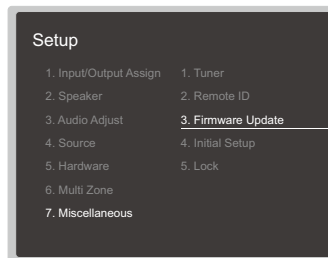 Setup
1. Input/Output Assign
2. Speaker
3. Audio Adjust
4. Source
5. Hardware
6. Multi Zone
7. Miscellaneous
1. Tuner
2. Remote ID
3. Firmware Update
4. Initial Setup
5. Lock